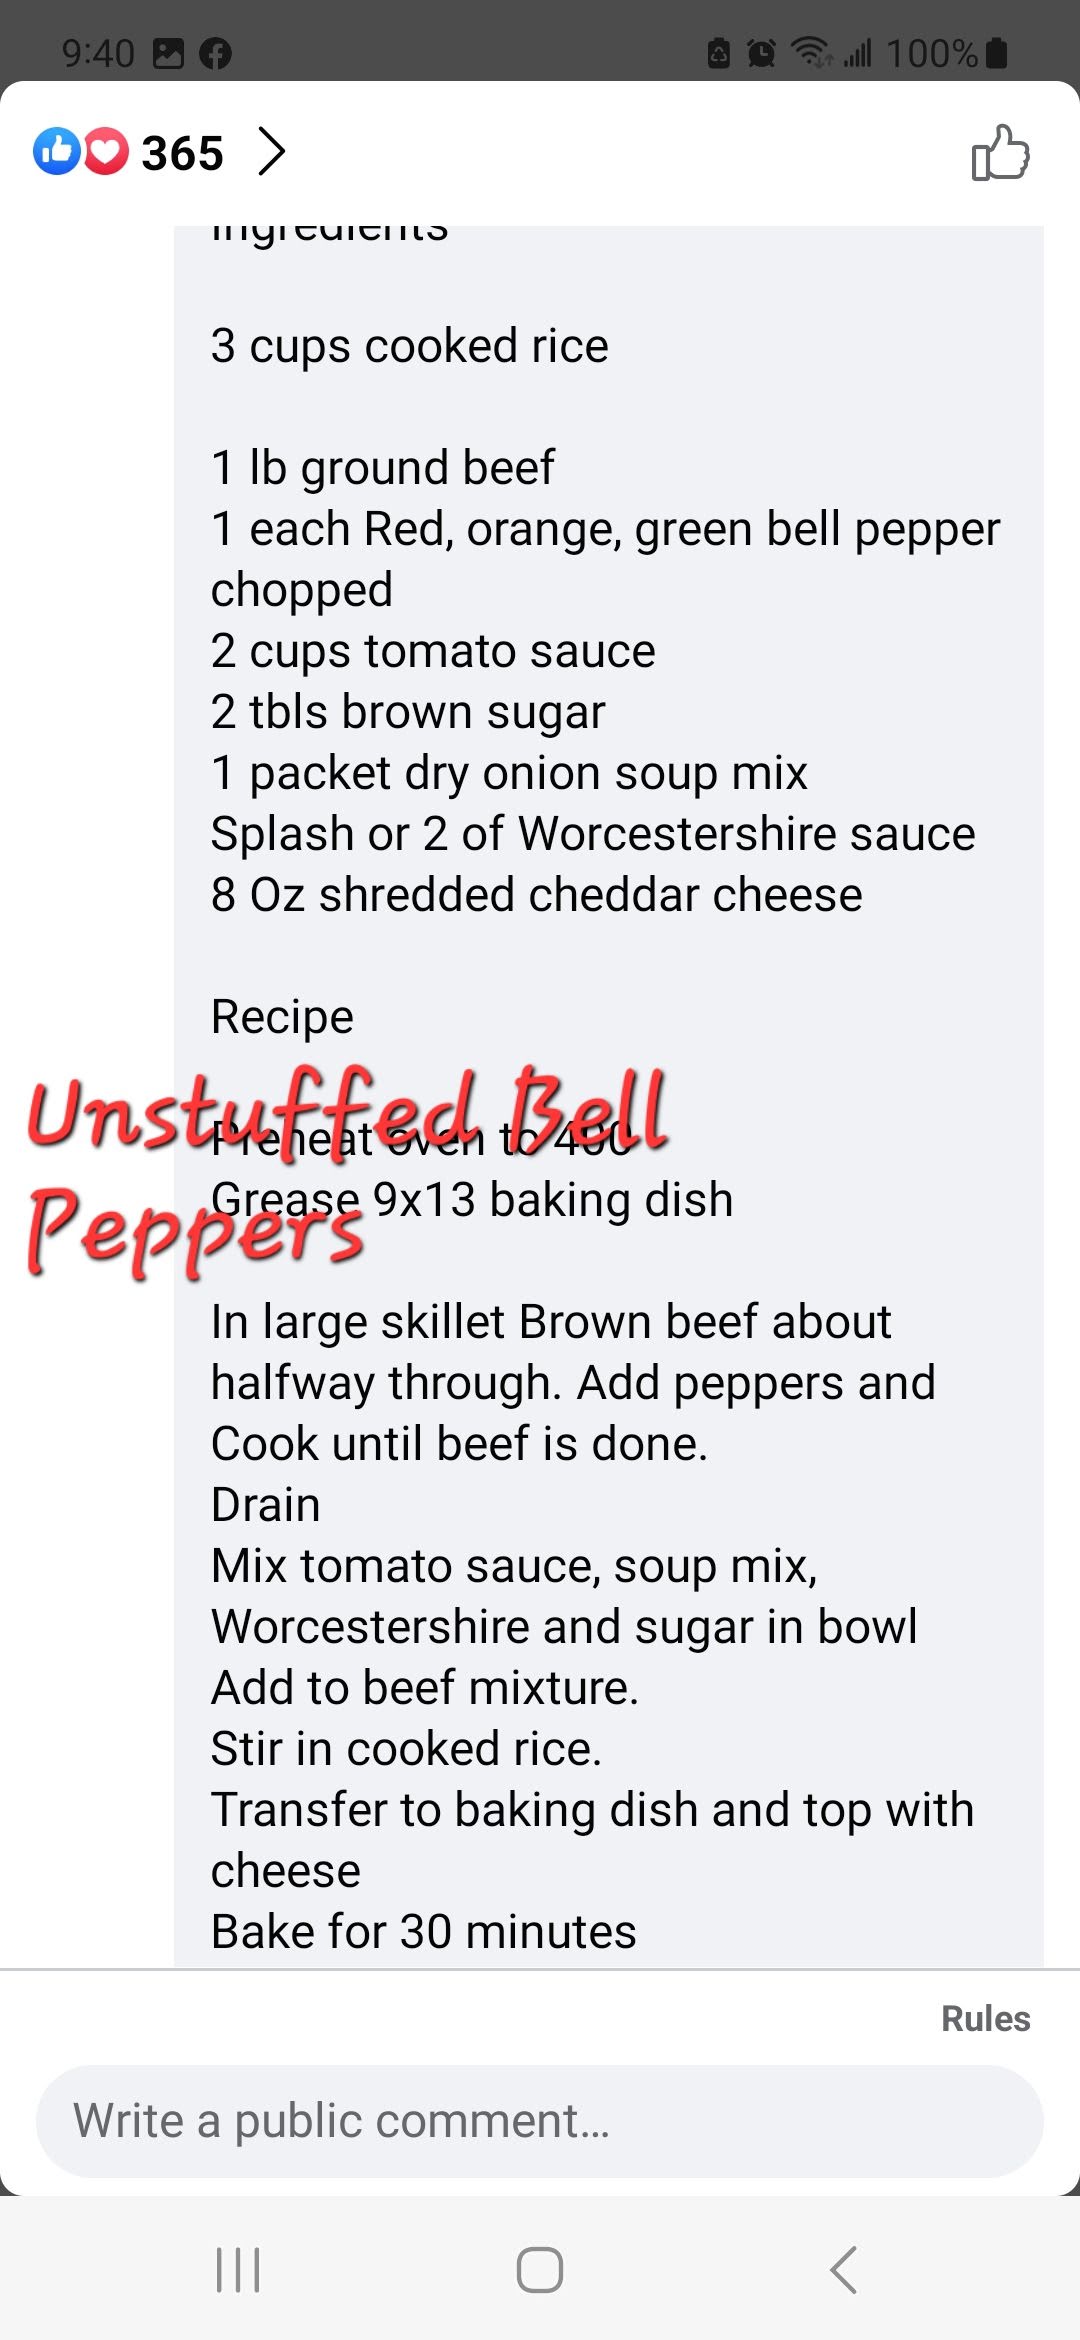 9:40 100%
365
Ingredients
3 cups cooked rice
1 lb ground beef
1 each Red, orange, green bell pepper
chopped
2 cups tomato sauce
2 tbls brown sugar
1 packet dry onion soup mix
Splash or 2 of Worcestershire sauce
8 Oz shredded cheddar cheese
Recipe
Unstuffed Bell
Peppers
Preheat oven to 400
Grease 9x13 baking dish
In large skillet Brown beef about
halfway through. Add peppers and
Cook until beef is done.
Drain
Mix tomato sauce, soup mix,
Worcestershire and sugar in bowl
Add to beef mixture.
Stir in cooked rice.
Transfer to baking dish and top with
cheese
Bake for 30 minutes
Rules
Write a public comment...